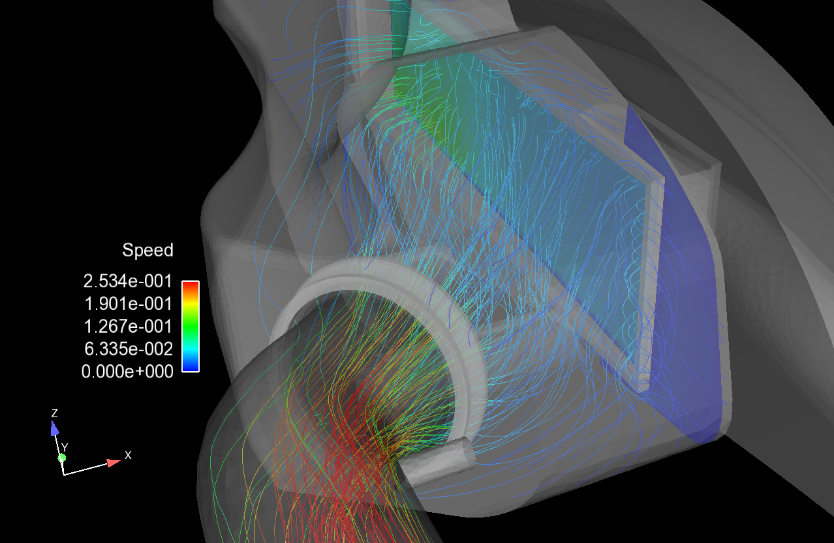 Speed
2.534e-001
1.901e-001
1.267e-001
6.335e-002
0.000e+000
Z
Y
X